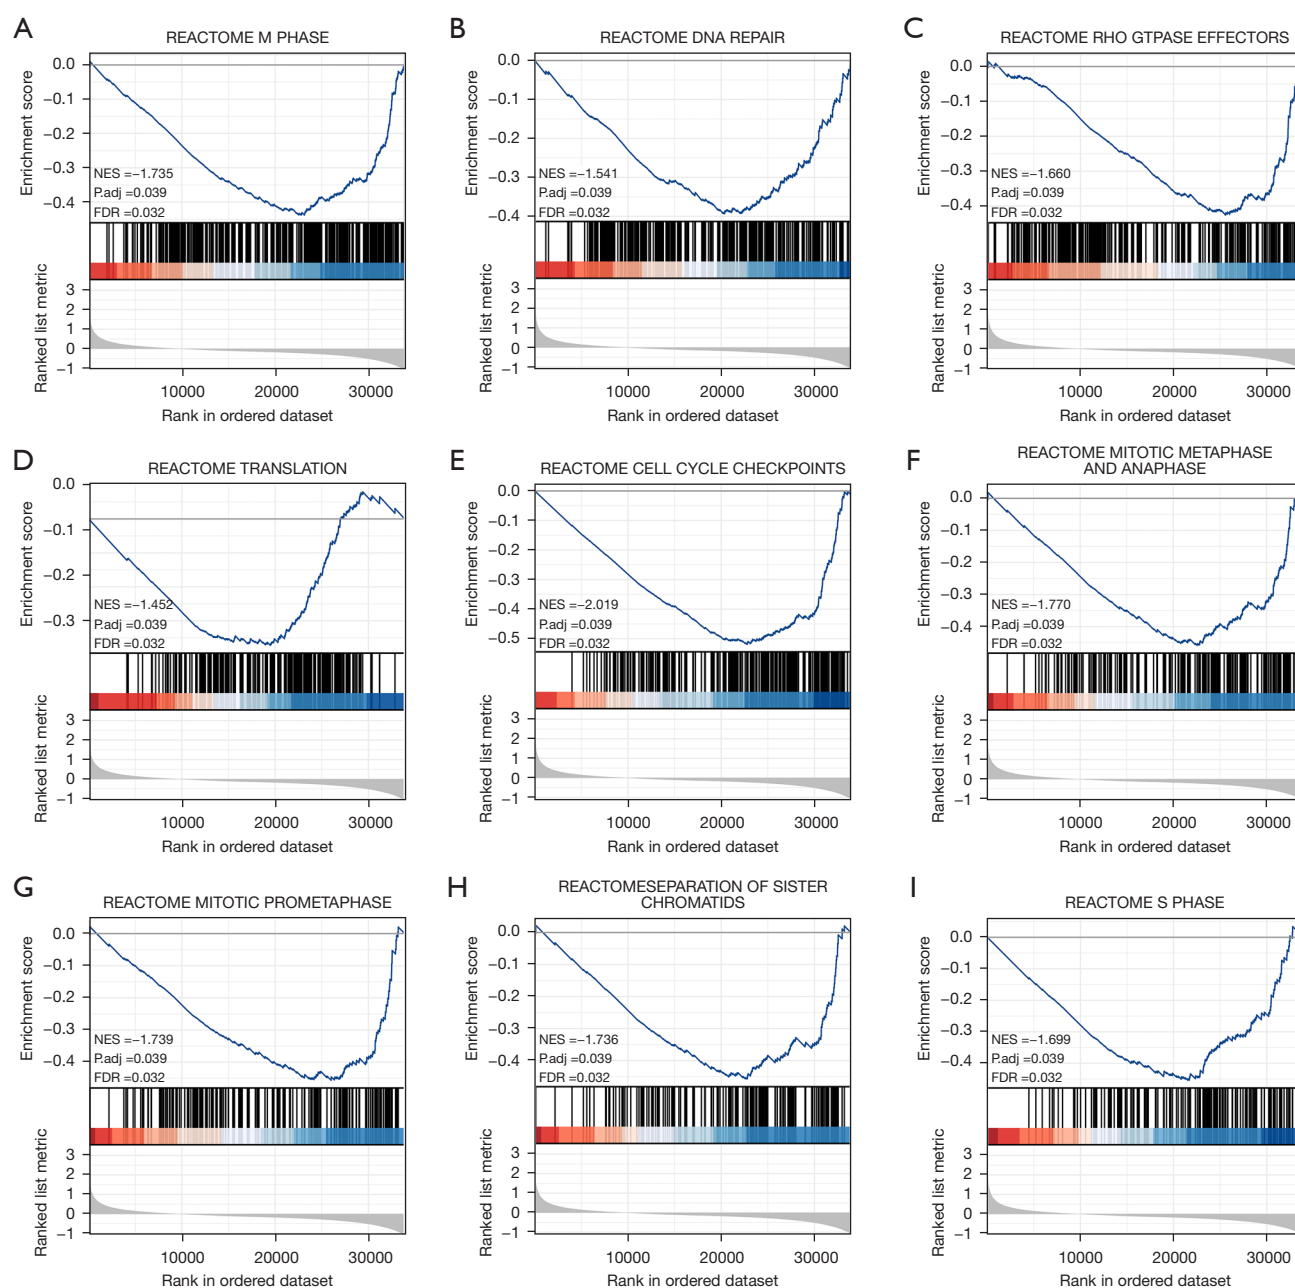 A
REACTOME M PHASE
Enrichment score
0.0
−0.1
−0.2
−0.3
−0.4
NES =−1.735
P.adj =0.039
FDR =0.032
Ranked list metric
3
2
1
0
−1
10000 20000 30000
Rank in ordered dataset
B
REACTOME DNA REPAIR
Enrichment score
0.0
−0.1
−0.2
−0.3
−0.4
NES =−1.541
P.adj =0.039
FDR =0.032
Ranked list metric
3
2
1
0
−1
10000 20000 30000
Rank in ordered dataset
C
REACTOME RHO GTPASE EFFECTORS
Enrichment score
0.0
−0.1
−0.2
−0.3
−0.4
NES =−1.660
P.adj =0.039
FDR =0.032
Ranked list metric
3
2
1
0
−1
10000 20000 30000
Rank in ordered dataset
D
REACTOME TRANSLATION
Enrichment score
0.0
−0.1
−0.2
−0.3
NES =−1.452
P.adj =0.039
FDR =0.032
Ranked list metric
3
2
1
0
−1
10000 20000 30000
Rank in ordered dataset
E
REACTOME CELL CYCLE CHECKPOINTS
Enrichment score
0.0
−0.1
−0.2
−0.3
−0.4
−0.5
NES =−2.019
P.adj =0.039
FDR =0.032
Ranked list metric
3
2
1
0
−1
10000 20000 30000
Rank in ordered dataset
F
REACTOME MITOTIC METAPHASE
AND ANAPHASE
Enrichment score
0.0
−0.1
−0.2
−0.3
−0.4
NES =−1.770
P.adj =0.039
FDR =0.032
Ranked list metric
3
2
1
0
−1
10000 20000 30000
Rank in ordered dataset
G
REACTOME MITOTIC PROMETAPHASE
Enrichment score
0.0
−0.1
−0.2
−0.3
−0.4
NES =−1.739
P.adj =0.039
FDR =0.032
Ranked list metric
3
2
1
0
−1
10000 20000 30000
Rank in ordered dataset
H
REACTOMESEPARATION OF SISTER
CHROMATIDS
Enrichment score
0.0
−0.1
−0.2
−0.3
−0.4
NES =−1.736
P.adj =0.039
FDR =0.032
Ranked list metric
3
2
1
0
−1
10000 20000 30000
Rank in ordered dataset
I
REACTOME S PHASE
Enrichment score
0.0
−0.1
−0.2
−0.3
−0.4
NES =−1.699
P.adj =0.039
FDR =0.032
Ranked list metric
3
2
1
0
−1
10000 20000 30000
Rank in ordered dataset